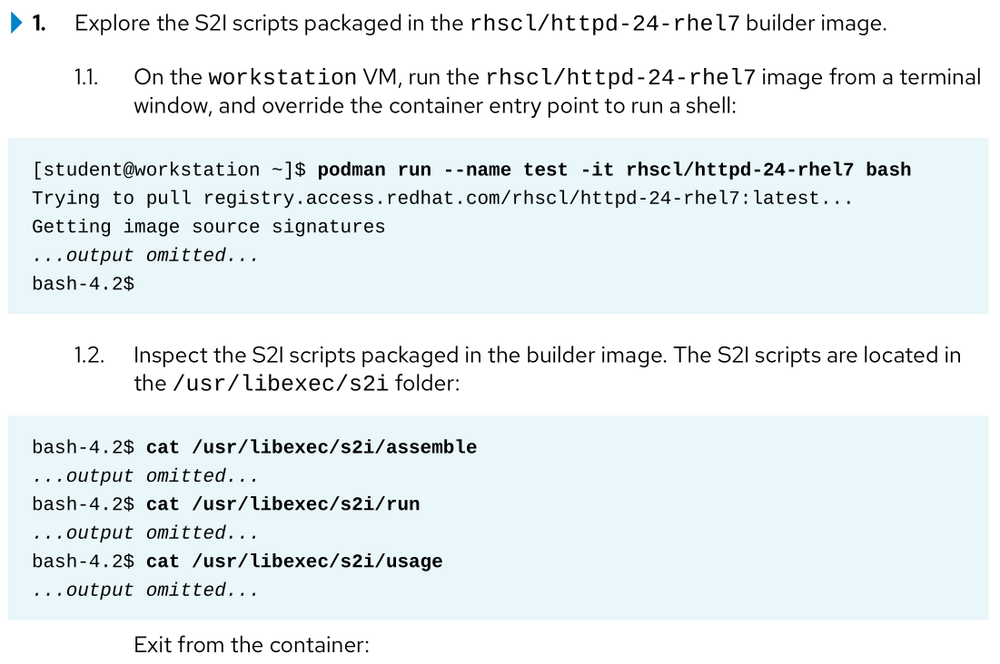 1. Explore the S2I scripts packaged in the rhscl/httpd-24-rhel7 builder image.
1.1. On the workstation VM, run the rhscl/httpd-24-rhel7 image from a terminal
window, and override the container entry point to run a shell:
[student@workstation ~]$ podman run --name test -it rhscl/httpd-24-rhel7 bash
Trying to pull registry.access.redhat.com/rhscl/httpd-24-rhel7:latest...
Getting image source signatures
...output omitted...
bash-4.2$
1.2. Inspect the S2I scripts packaged in the builder image. The S2I scripts are located in
the /usr/libexec/s2i folder:
bash-4.2$ cat /usr/libexec/s2i/assemble
...output omitted...
bash-4.2$ cat /usr/libexec/s2i/run
...output omitted...
bash-4.2$ cat /usr/libexec/s2i/usage
...output omitted...
Exit from the container: